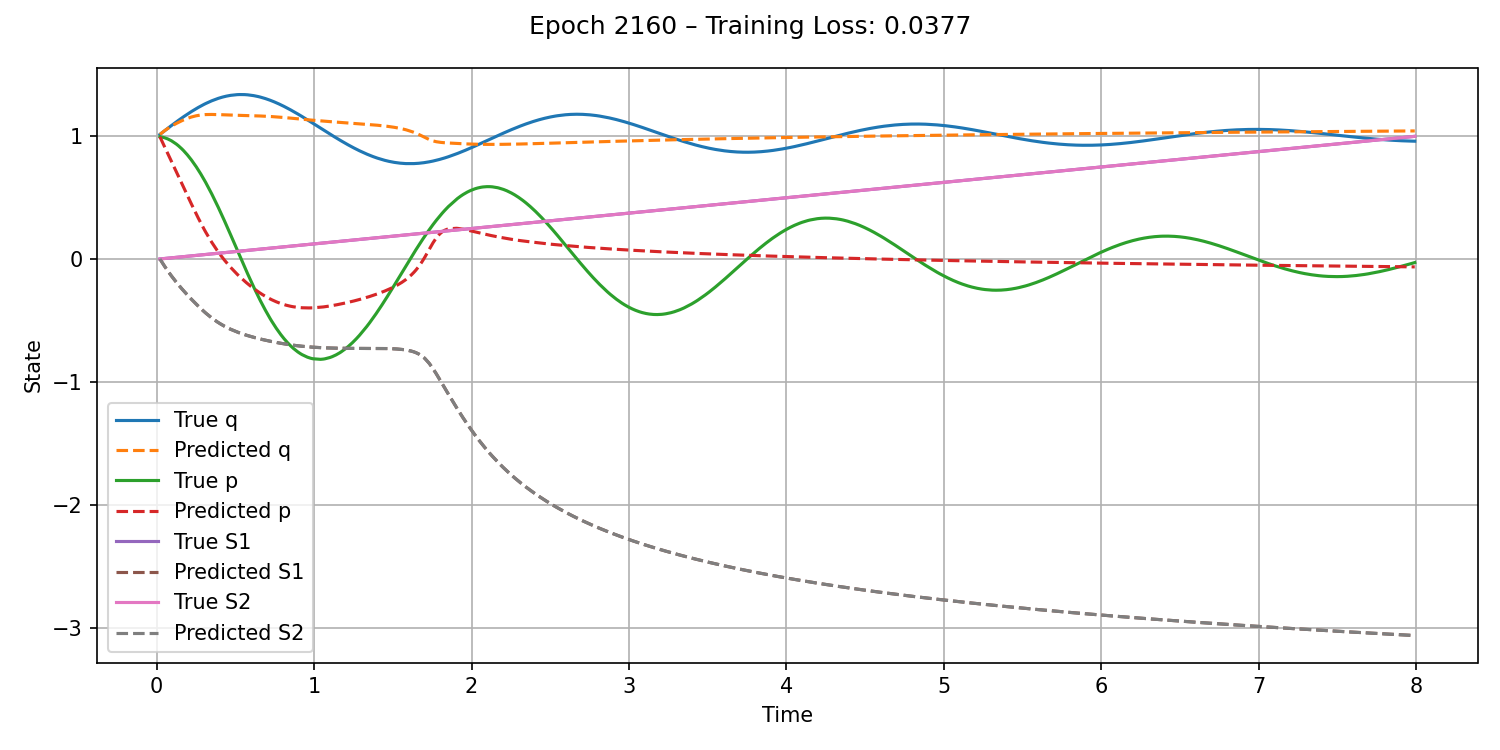 Epoch 2160 – Training Loss: 0.0377
State
1
0
−1
−2
−3
True q
Predicted q
True p
Predicted p
True S1
Predicted S1
True S2
Predicted S2
0 1 2 3 4 5 6 7 8
Time